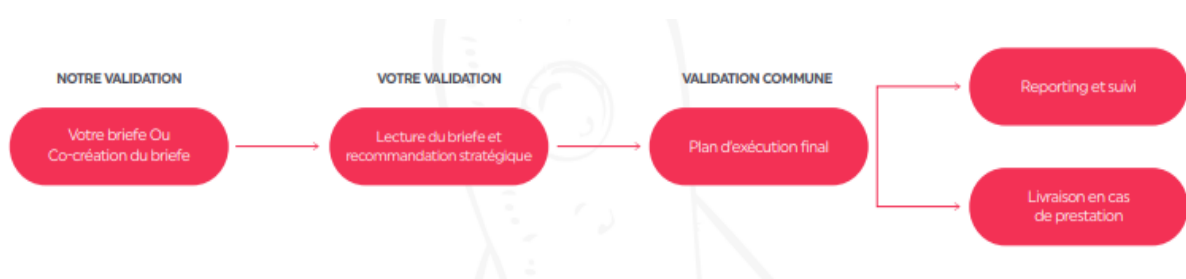 NOTRE VALIDATION
Votre briefe Ou
Co-création du briefe
VOTRE VALIDATION
Lecture du briefe et
recommandation stratégique
VALIDATION COMMUNE
Plan d'exécution final
Reporting et suivi
Livraison en cas
de prestation